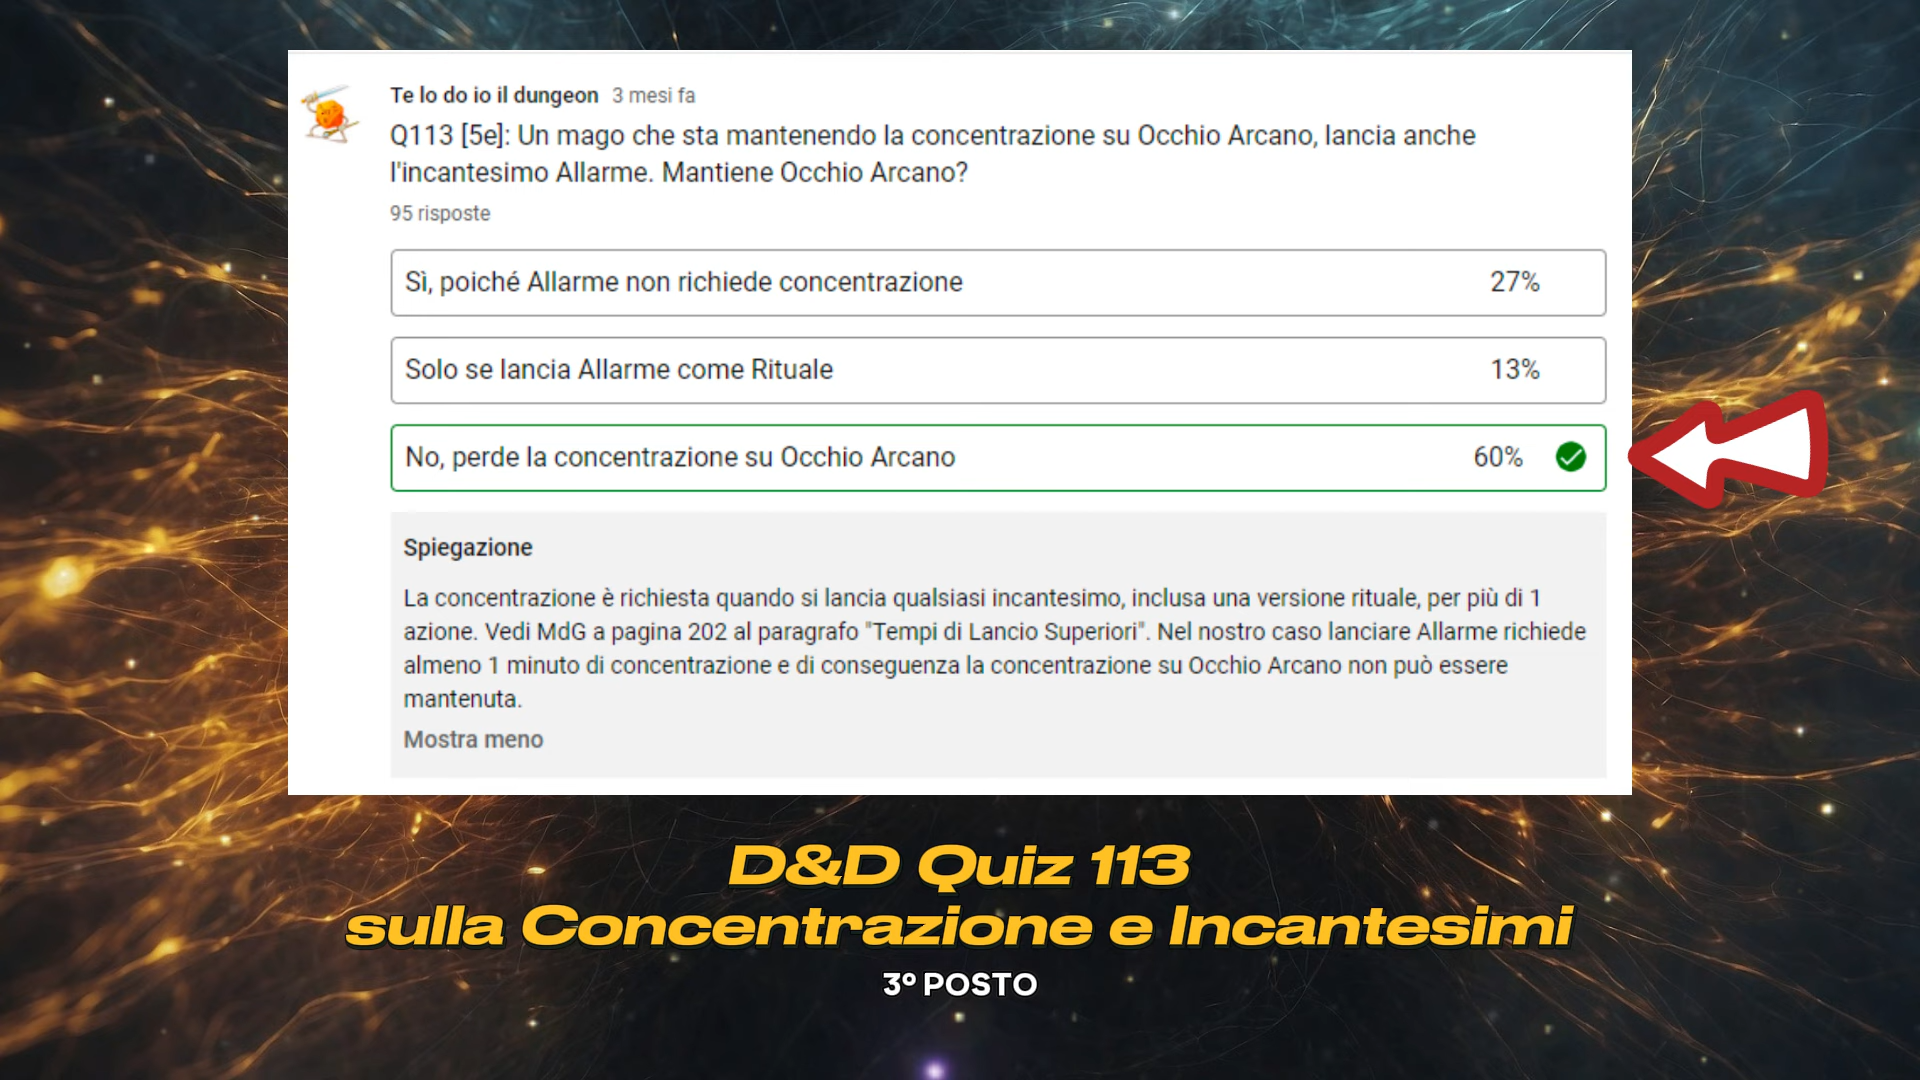 Te lo do io il dungeon 3 mesi fa
Q113 [5e]: Un mago che sta mantenendo la concentrazione su Occhio Arcano, lancia anche
l'incantesimo Allarme. Mantiene Occhio Arcano?
95 risposte
Sì, poiché Allarme non richiede concentrazione 27%
Solo se lancia Allarme come Rituale 13%
No, perde la concentrazione su Occhio Arcano 60%
Spiegazione
La concentrazione è richiesta quando si lancia qualsiasi incantesimo, inclusa una versione rituale, per più di 1
azione. Vedi MdG a pagina 202 al paragrafo "Tempi di Lancio Superiori". Nel nostro caso lanciare Allarme richiede
almeno 1 minuto di concentrazione e di conseguenza la concentrazione su Occhio Arcano non può essere
mantenuta.
Mostra meno
D&D Quiz 113
sulla Concentrazione e Incantesimi
3º POSTO